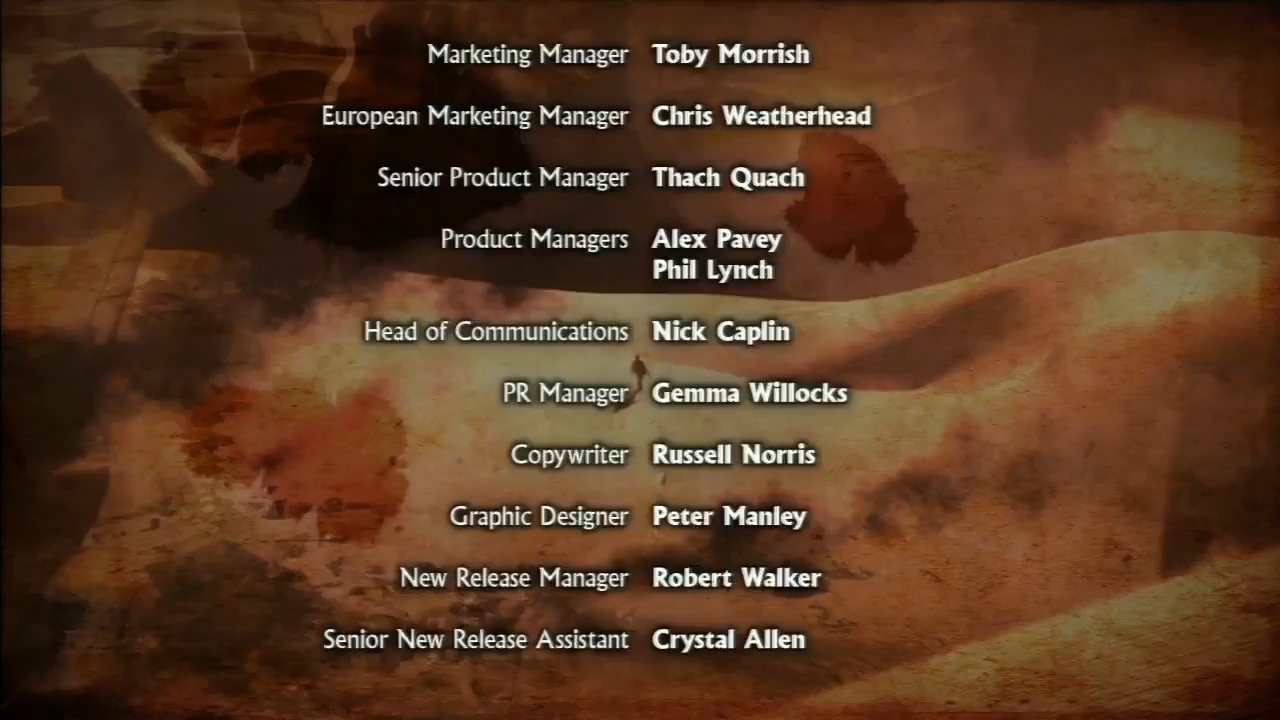 Marketing Manager Toby Morrish
European Marketing Manager Chris Weatherhead
Senior Product Manager Thach Quach
Product Managers Alex Pavey
Phil Lynch
Head of Communications Nick Caplin
PR Manager Gemma Willocks
Copywriter Russell Norris
Graphic Designer Peter Manley
New Release Manager Robert Walker
Senior New Release Assistant Crystal Allen